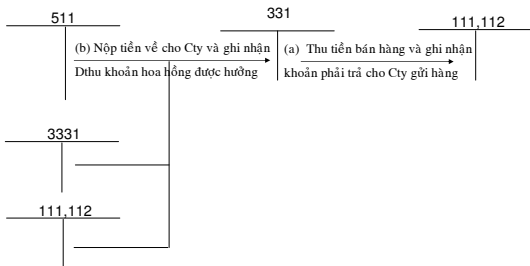 511
331
111,112
(b) Nộp tiền về cho Cty và ghi nhận
Dthu khoản hoa hồng được hưởng
(a) Thu tiền bán hàng và ghi nhận
khoản phải trả cho Cty gửi hàng
3331
111,112